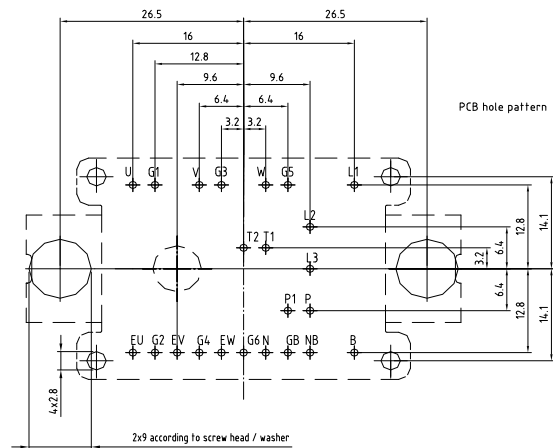 26.5 26.5
16 16
12.8
9.6 9.6
6.4 6.4
PCB hole pattern
3.2 3.2
U G1 V G3 W G5 L1
L2
T2 T1
12.8
14.1
6.4
3.2
L3
6.4
12.8
14.1
P1 P
EU G2 EV G4 EW G6 N GB NB B
4x2.8
2x9 according to screw head / washer